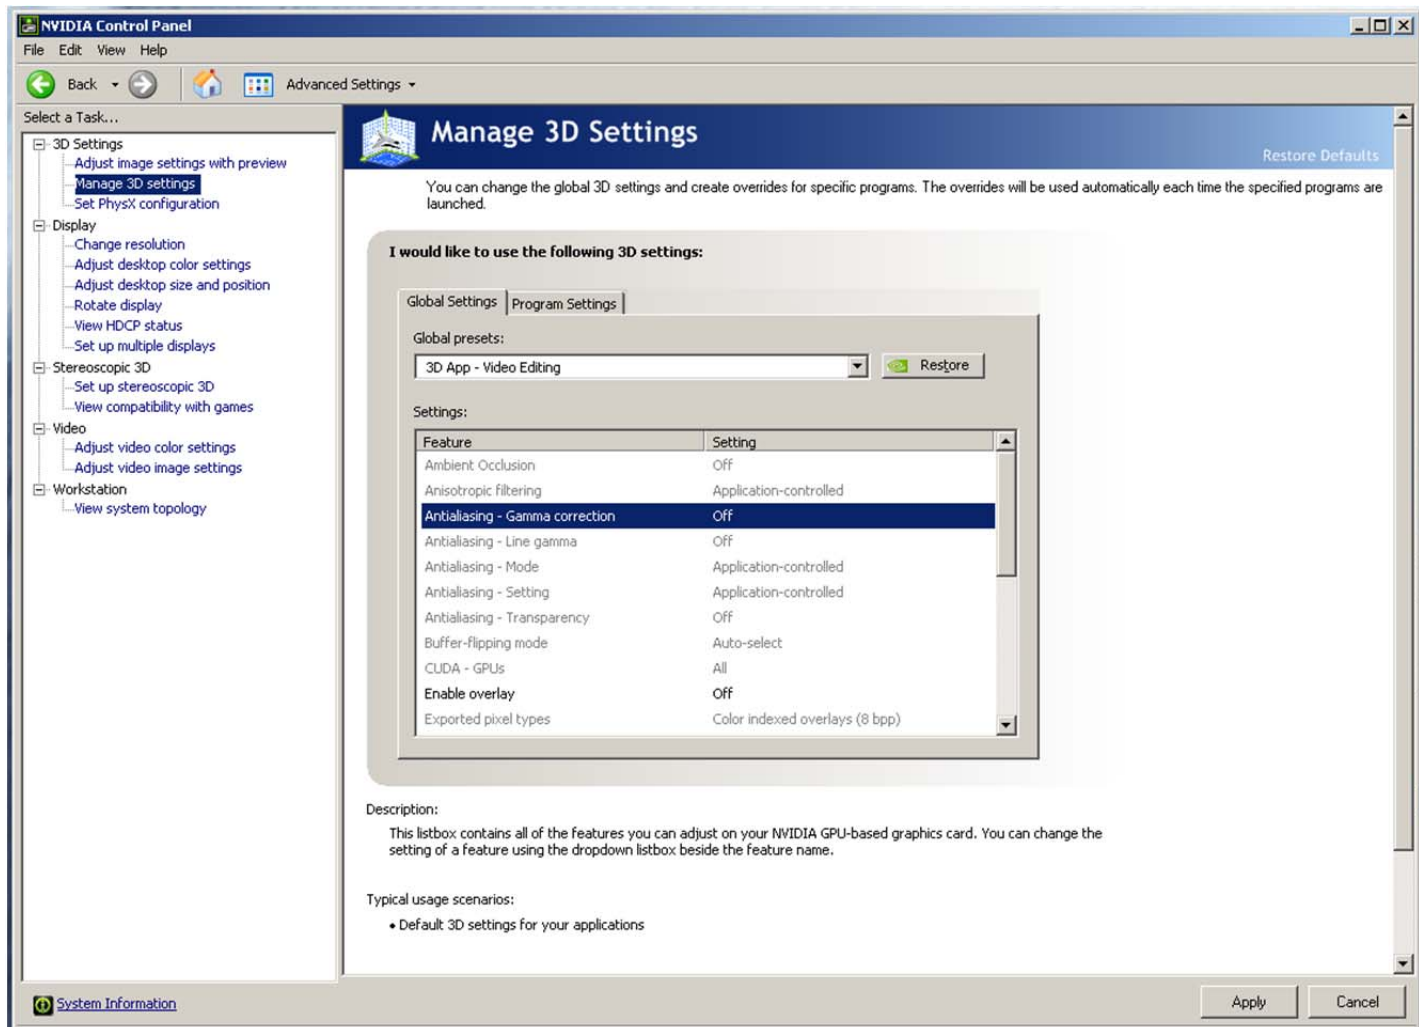 NVIDIA Control Panel
File Edit View Help
Back Advanced Settings
Select a Task...
3D Settings
Adjust image settings with preview
Manage 3D settings
Set PhysX configuration
Display
Change resolution
Adjust desktop color settings
Adjust desktop size and position
Rotate display
View HDCP status
Set up multiple displays
Stereoscopic 3D
Set up stereoscopic 3D
View compatibility with games
Video
Adjust video color settings
Adjust video image settings
Workstation
View system topology
System Information
Manage 3D Settings
Restore Defaults
You can change the global 3D settings and create overrides for specific programs. The overrides will be used automatically each time the specified programs are
launched.
I would like to use the following 3D settings:
Global Settings Program Settings
Global presets:
3D App - Video Editing Restore
Settings:
Feature Setting
Ambient Occlusion Off
Anisotropic filtering Application-controlled
Antialiasing - Gamma correction Off
Antialiasing - Line gamma Off
Antialiasing - Mode Application-controlled
Antialiasing - Setting Application-controlled
Antialiasing - Transparency Off
Buffer-flipping mode Auto-select
CUDA - GPUs All
Enable overlay Off
Exported pixel types Color indexed overlays (8 bpp)
Description:
This listbox contains all of the features you can adjust on your NVIDIA GPU-based graphics card. You can change the
setting of a feature using the dropdown listbox beside the feature name.
Typical usage scenarios:
• Default 3D settings for your applications
Apply Cancel